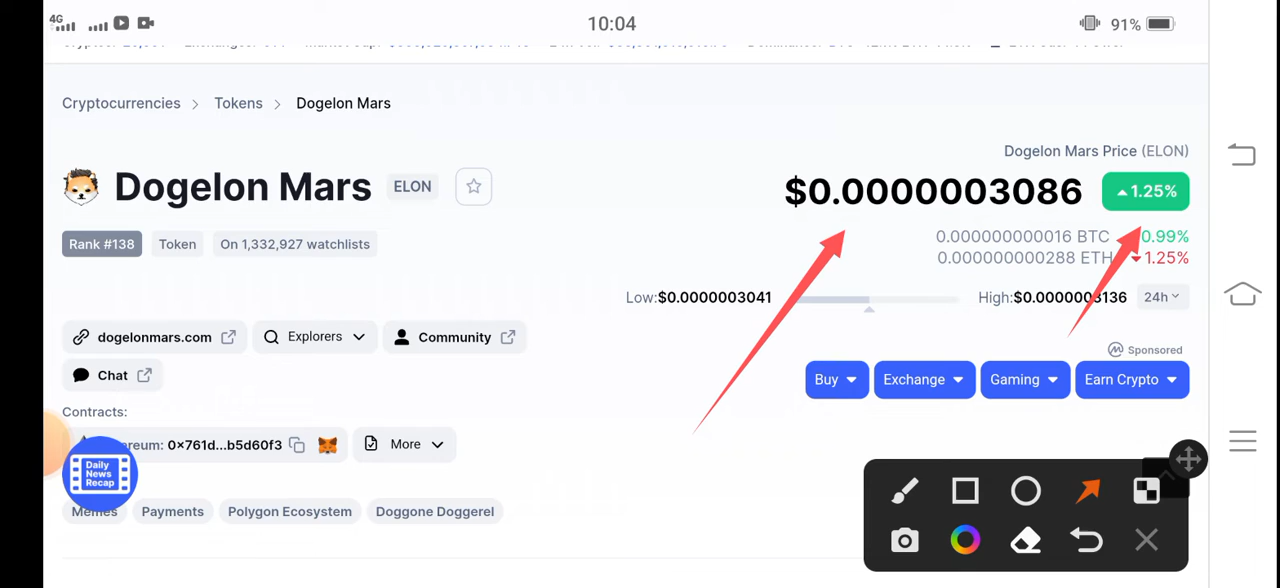 4G
10:04
91%
Cryptocurrencies > Tokens > Dogelon Mars
Dogelon Mars Price (ELON)
Dogelon Mars ELON
$0.0000003086 1.25%
Rank #138 Token On 1,332,927 watchlists
0.000000000016 BTC 0.99%
0.000000000288 ETH 1.25%
Low:$0.0000003041 High:$0.0000003136 24h
dogelonmars.com Explorers Community
Chat
Sponsored
Buy Exchange Gaming Earn Crypto
Contracts:
0x761d...b5d60f3 More
Daily
News
Recap
Memes Payments Polygon Ecosystem Doggone Doggerel